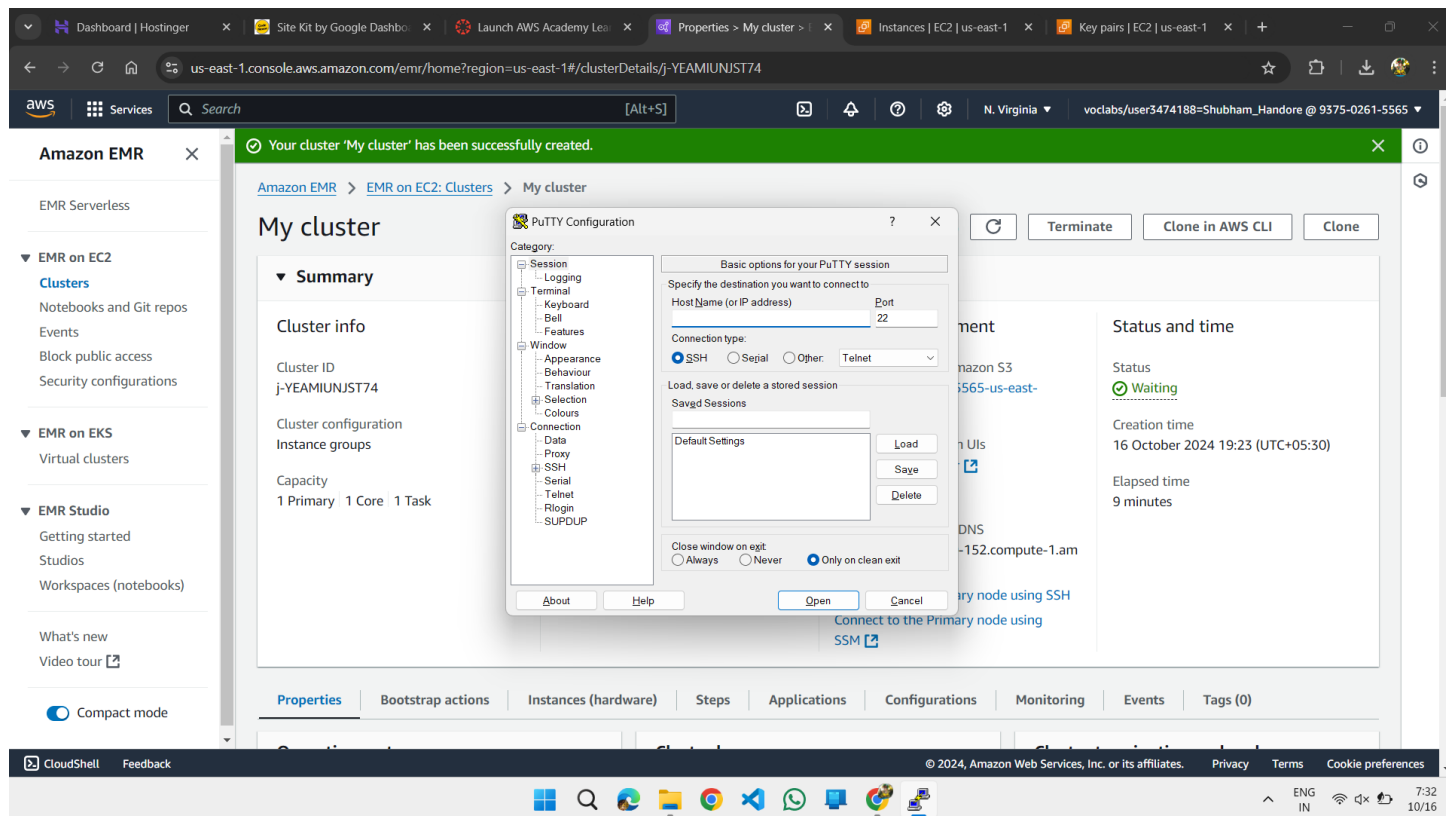 Dashboard | Hostinger
Site Kit by Google Dashbo
Launch AWS Academy Lea
Properties > My cluster >
Instances | EC2 | us-east-1
Key pairs | EC2 | us-east-1
us-east-1.console.aws.amazon.com/emr/home?region=us-east-1#/clusterDetails/j-YEAMIUNJST74
aws
Services
Search
[Alt+S]
N. Virginia
voclabs/user3474188=Shubham_Handore @ 9375-0261-5565
Amazon EMR
EMR Serverless
EMR on EC2
Clusters
Notebooks and Git repos
Events
Block public access
Security configurations
EMR on EKS
Virtual clusters
EMR Studio
Getting started
Studios
Workspaces (notebooks)
What's new
Video tour
Compact mode
Your cluster 'My cluster' has been successfully created.
Amazon EMR > EMR on EC2: Clusters > My cluster
My cluster
Terminate
Clone in AWS CLI
Clone
Summary
Cluster info
Cluster ID
j-YEAMIUNJST74
Cluster configuration
Instance groups
Capacity
1 Primary
1 Core
1 Task
PuTTY Configuration
?
Category:
Session
Logging
Terminal
Keyboard
Bell
Features
Window
Appearance
Behaviour
Translation
Selection
Colours
Connection
Data
Proxy
SSH
Serial
Telnet
Rlogin
SUPDUP
Basic options for your PuTTY session
Specify the destination you want to connect to
Host Name (or IP address)
Port
22
Connection type:
SSH
Serial
Other:
Telnet
Load, save or delete a stored session
Saved Sessions
Default Settings
Load
Save
Delete
Close window on exit:
Always
Never
Only on clean exit
About
Help
Open
Cancel
ment
mazon S3
5565-us-east-
n UIs
DNS
-152.compute-1.am
ary node using SSH
Connect to the Primary node using
SSM
Status and time
Status
Waiting
Creation time
16 October 2024 19:23 (UTC+05:30)
Elapsed time
9 minutes
Properties
Bootstrap actions
Instances (hardware)
Steps
Applications
Configurations
Monitoring
Events
Tags (0)
CloudShell
Feedback
© 2024, Amazon Web Services, Inc. or its affiliates.
Privacy
Terms
Cookie preferences
ENG
IN
7:32
10/16